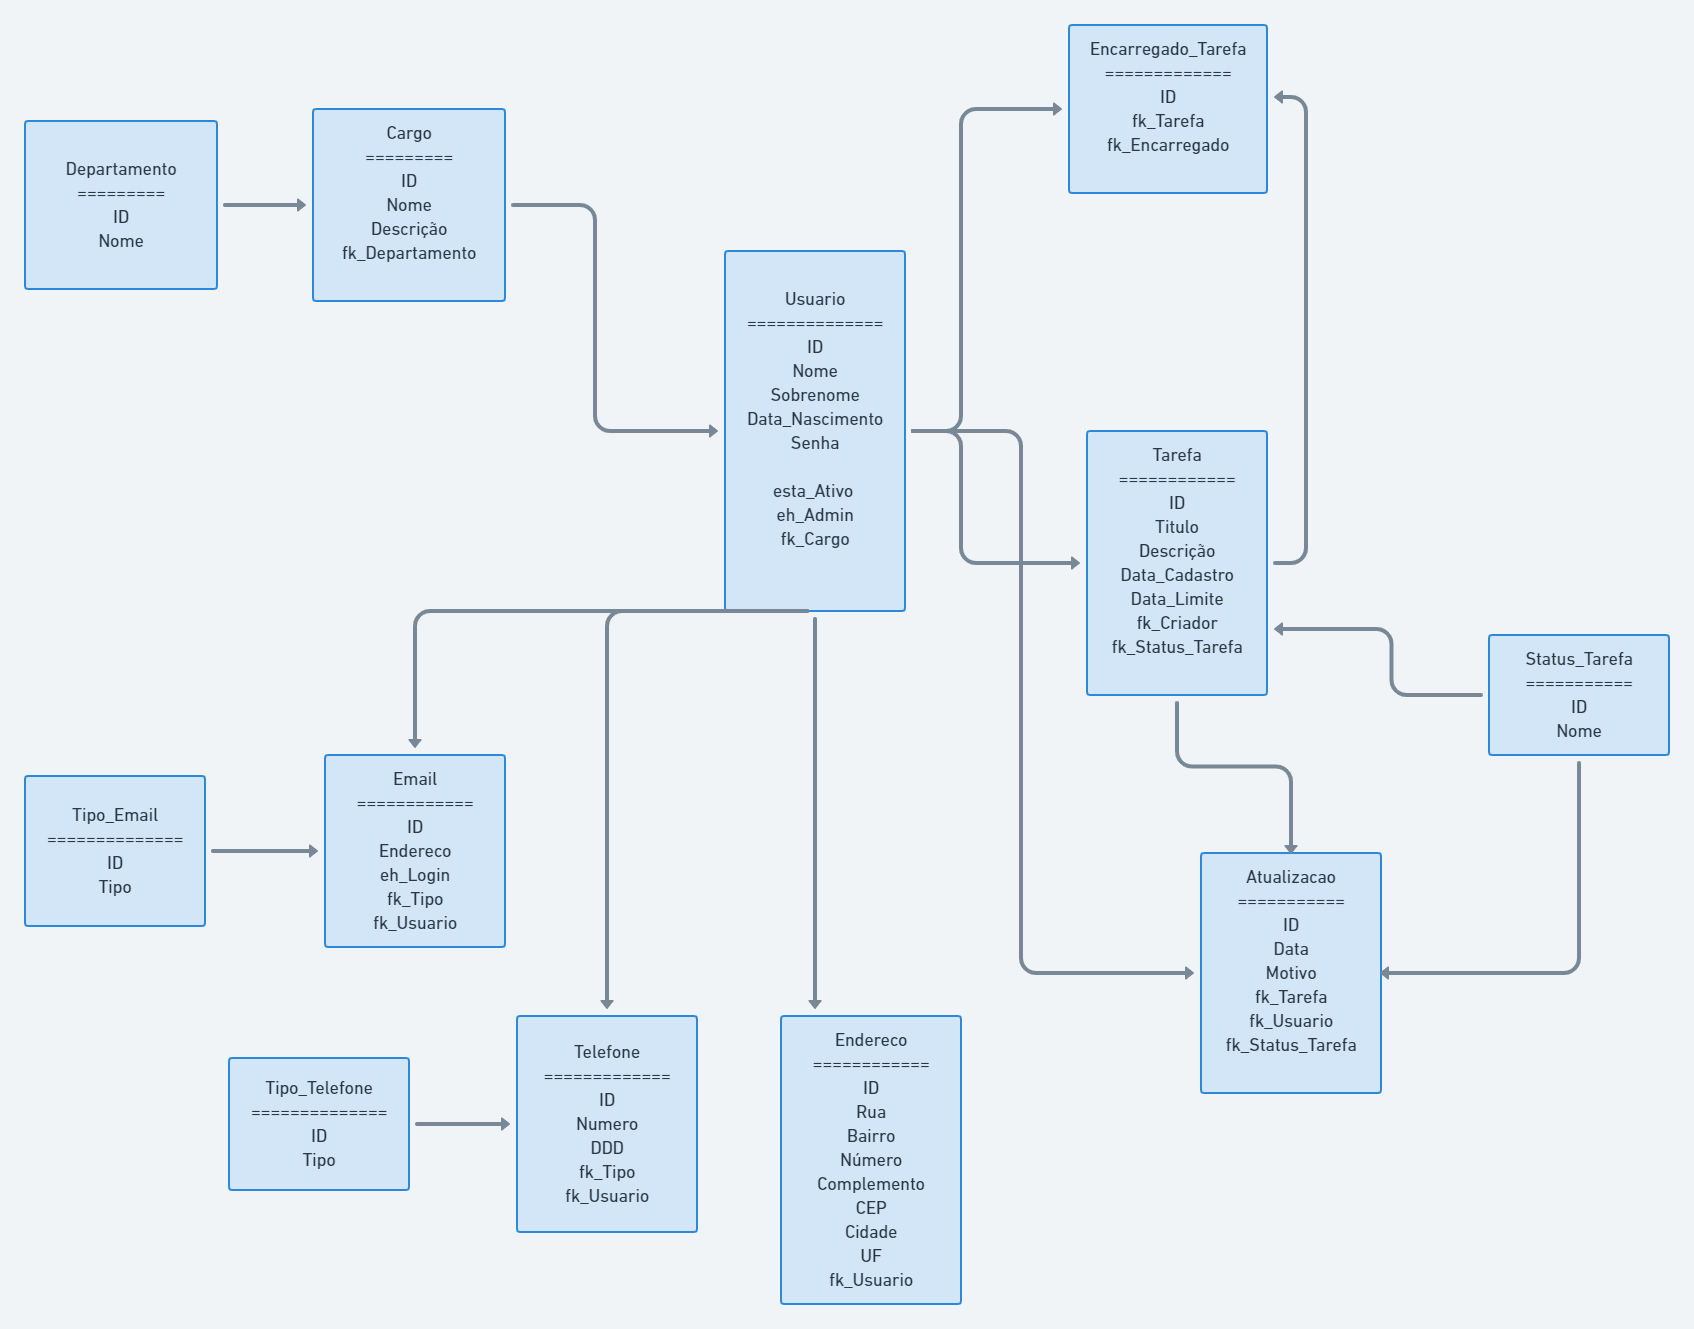 Encarregado_Tarefa
=============
ID
fk_Tarefa
fk_Encarregado
Departamento
=========
ID
Nome
Cargo
=========
ID
Nome
Descrição
fk_Departamento
Usuario
==============
ID
Nome
Sobrenome
Data_Nascimento
Senha
esta_Ativo
eh_Admin
fk_Cargo
Tarefa
============
ID
Titulo
Descrição
Data_Cadastro
Data_Limite
fk_Criador
fk_Status_Tarefa
Status_Tarefa
===========
ID
Nome
Tipo_Email
==============
ID
Tipo
Email
============
ID
Endereco
eh_Login
fk_Tipo
fk_Usuario
Atualizacao
===========
ID
Data
Motivo
fk_Tarefa
fk_Usuario
fk_Status_Tarefa
Tipo_Telefone
==============
ID
Tipo
Telefone
=============
ID
Numero
DDD
fk_Tipo
fk_Usuario
Endereco
============
ID
Rua
Bairro
Número
Complemento
CEP
Cidade
UF
fk_Usuario